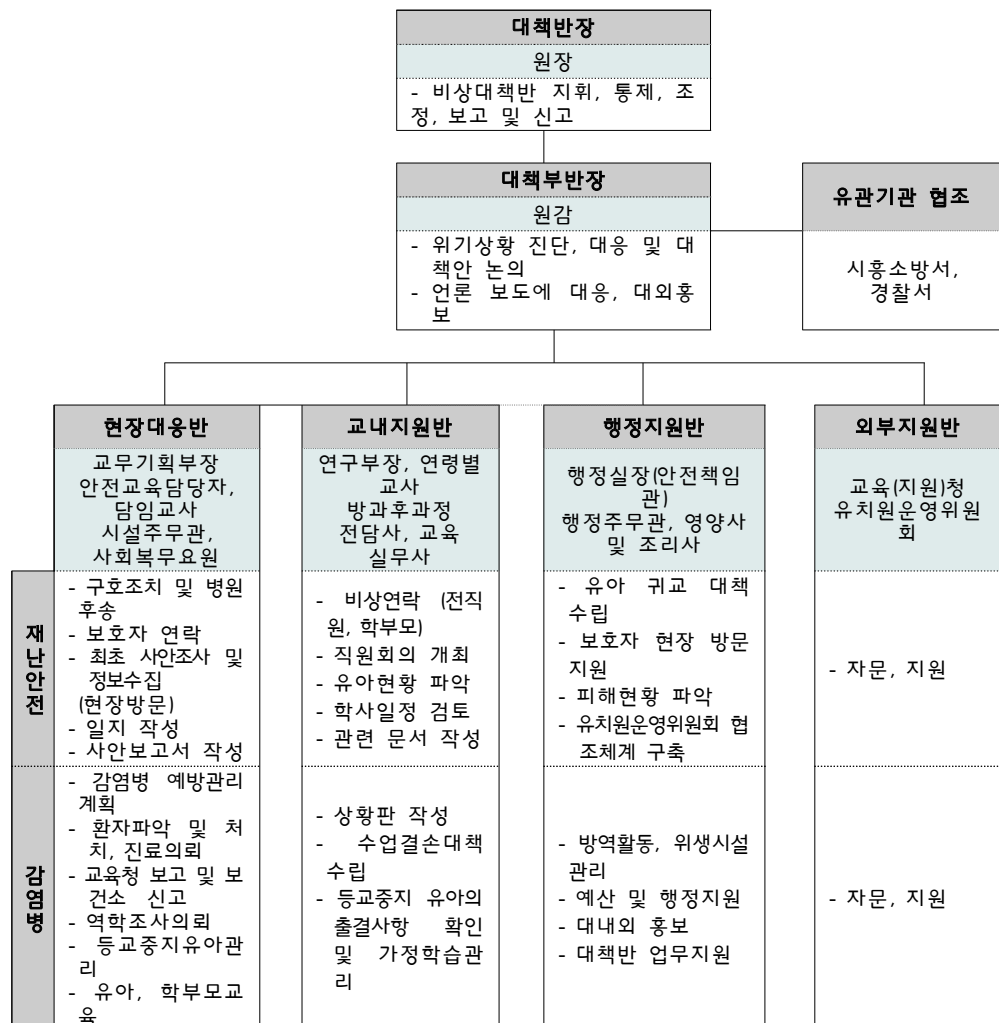 대책반장
원장
- 비상대책반 지휘, 통제, 조
정, 보고 및 신고
대책부반장
원감
- 위기상황 진단, 대응 및 대
책안 논의
- 언론 보도에 대응, 대외홍
보
유관기관 협조
시흥소방서,
경찰서
현장대응반
교무기획부장
안전교육담당자,
담임교사
시설주무관,
사회복무요원
교내지원반
연구부장, 연령별
교사
방과후과정
전담사, 교육
실무사
행정지원반
행정실장(안전책임
관)
행정주무관, 영양사
및 조리사
외부지원반
교육(지원)청
유치원운영위원
회
재
난
안
전
- 구호조치 및 병원
후송
- 보호자 연락
- 최초 사안조사 및
정보수집
(현장방문)
- 일지 작성
- 사안보고서 작성
- 비상연락 (전직
원, 학부모)
- 직원회의 개최
- 유아현황 파악
- 학사일정 검토
- 관련 문서 작성
- 유아 귀교 대책
수립
- 보호자 현장 방문
지원
- 피해현황 파악
- 유치원운영위원회 협
조체계 구축
- 자문, 지원
감
염
병
- 감염병 예방관리
계획
- 환자파악 및 처
치, 진료의뢰
- 교육청 보고 및 보
건소 신고
- 역학조사의뢰
- 등교중지유아관
리
- 유아, 학부모교
육
- 상황판 작성
- 수업결손대책
수립
- 등교중지 유아의
출결사항 확인
및 가정학습관
리
- 방역활동, 위생시설
관리
- 예산 및 행정지원
- 대내외 홍보
- 대책반 업무지원
- 자문, 지원